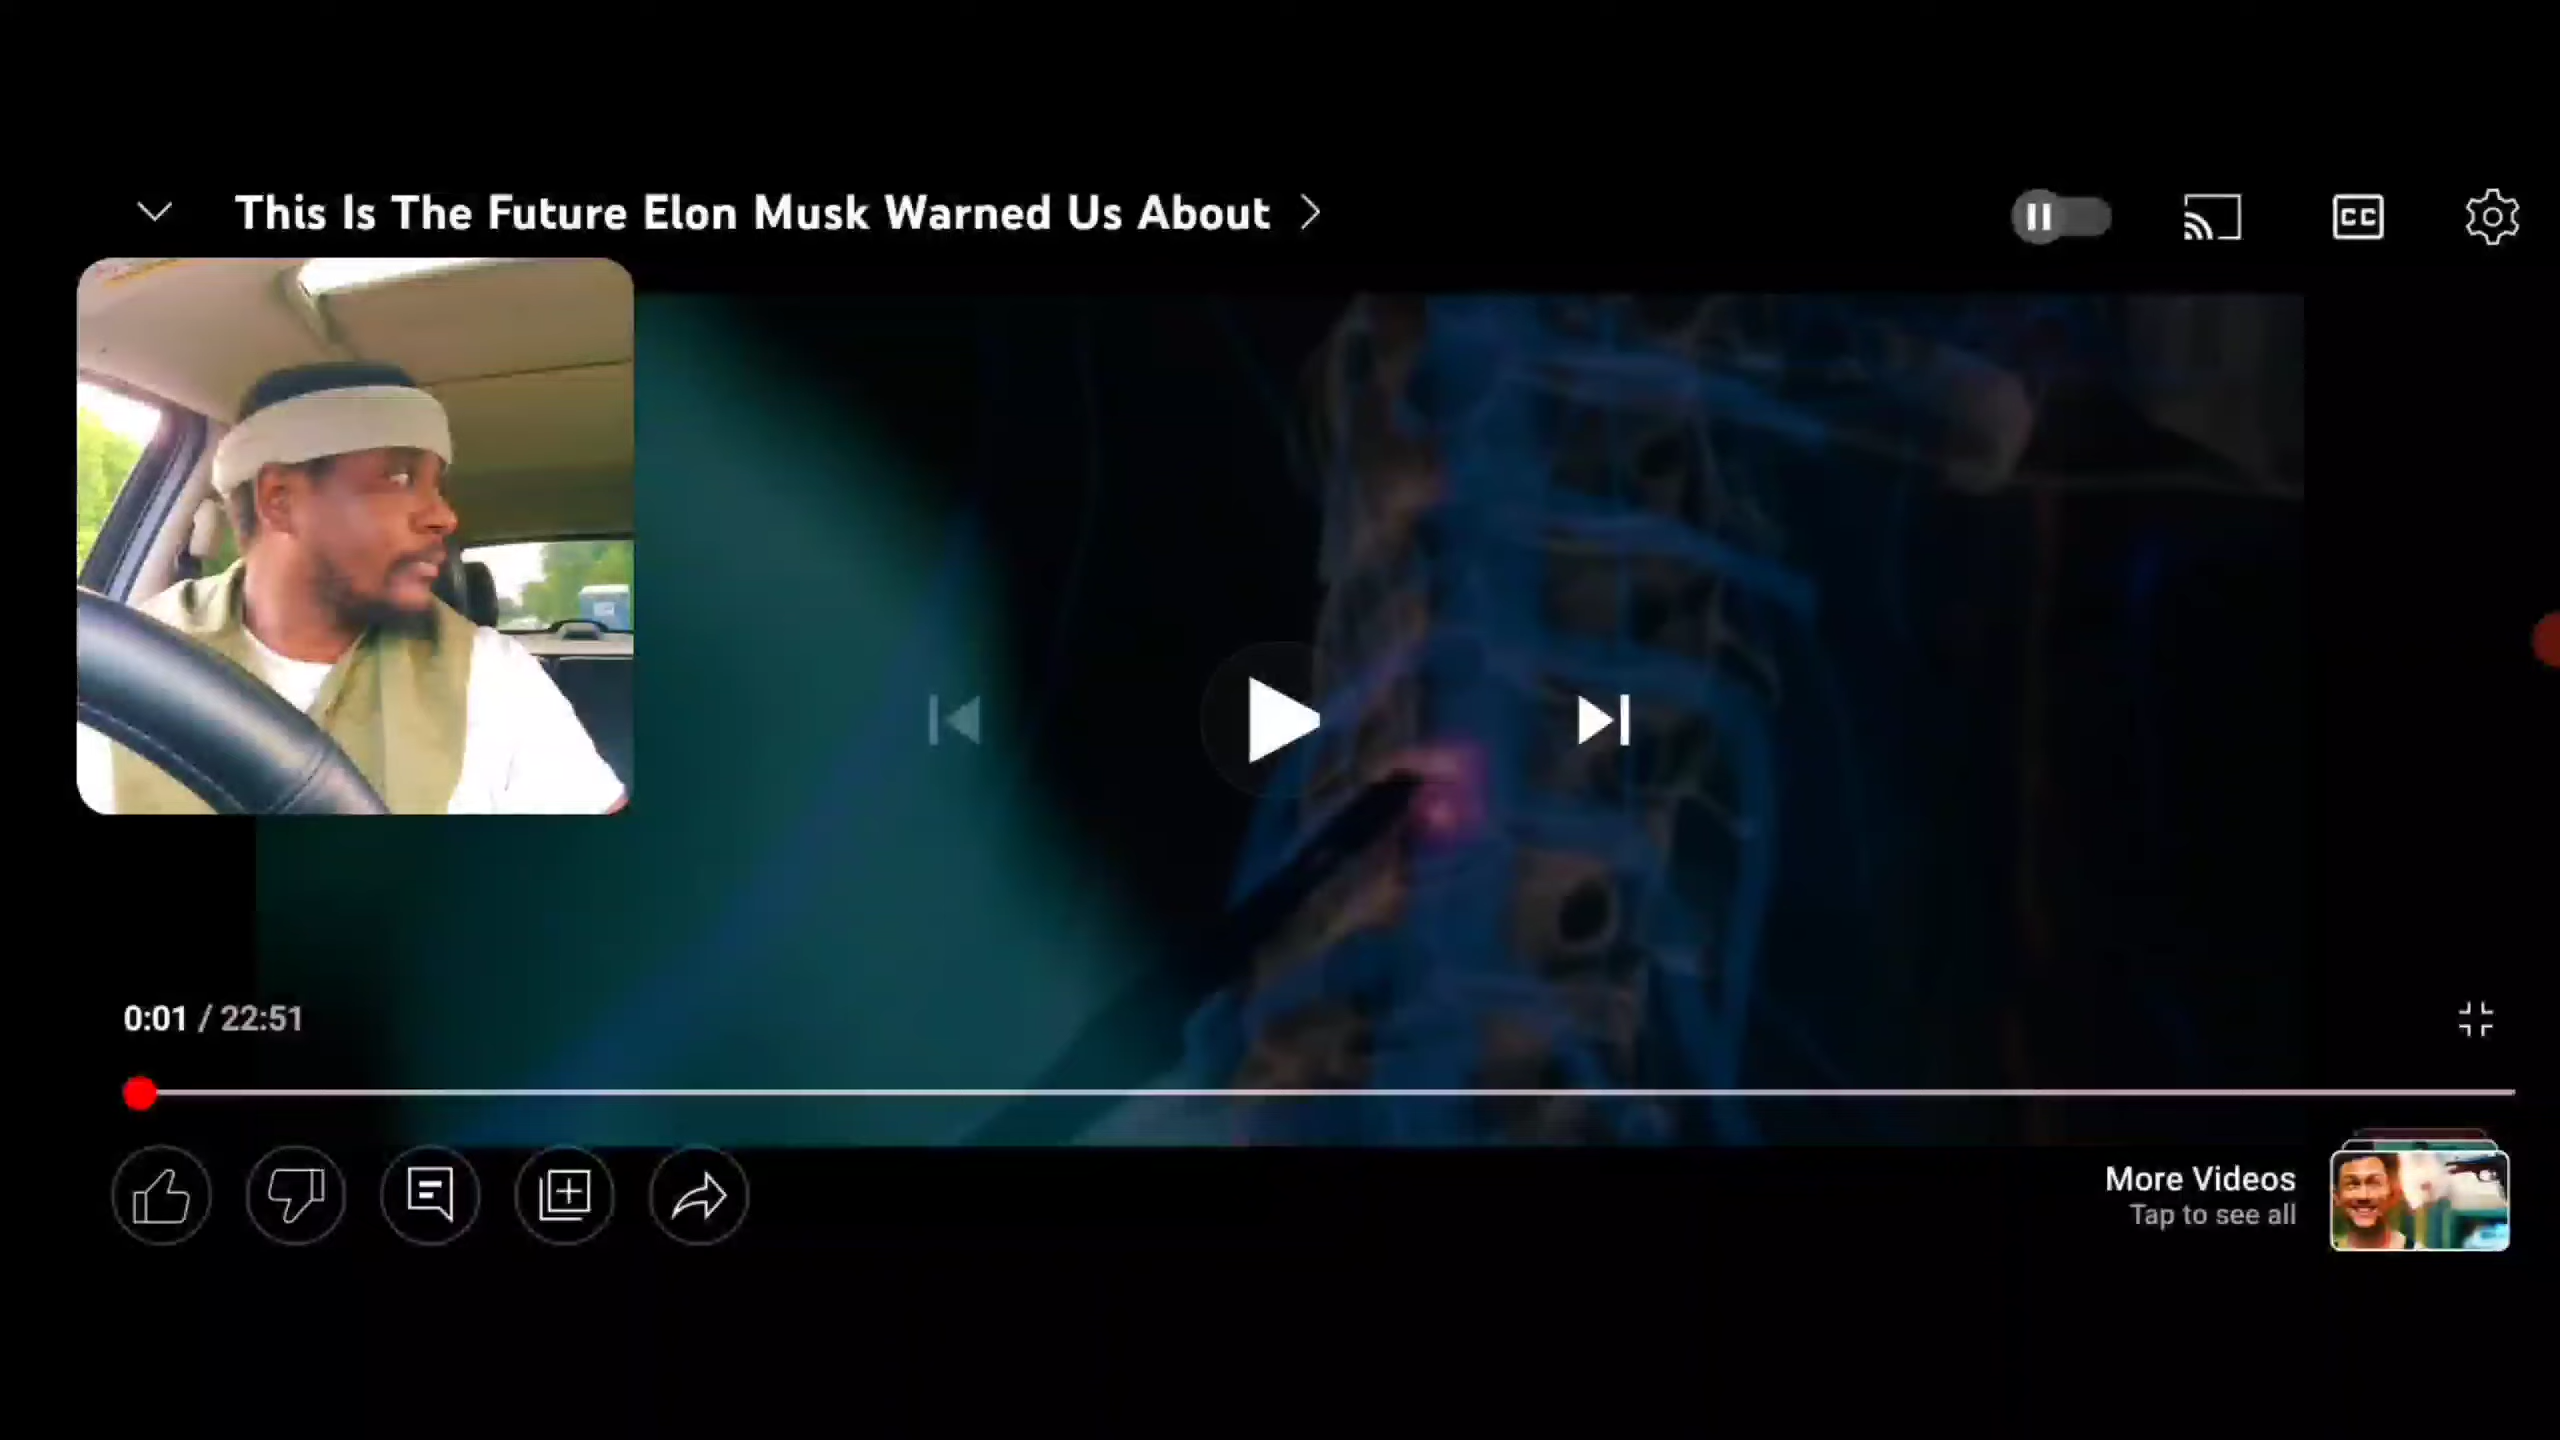 This Is The Future Elon Musk Warned Us About
CC
0:01 / 22:51
More Videos
Tap to see all